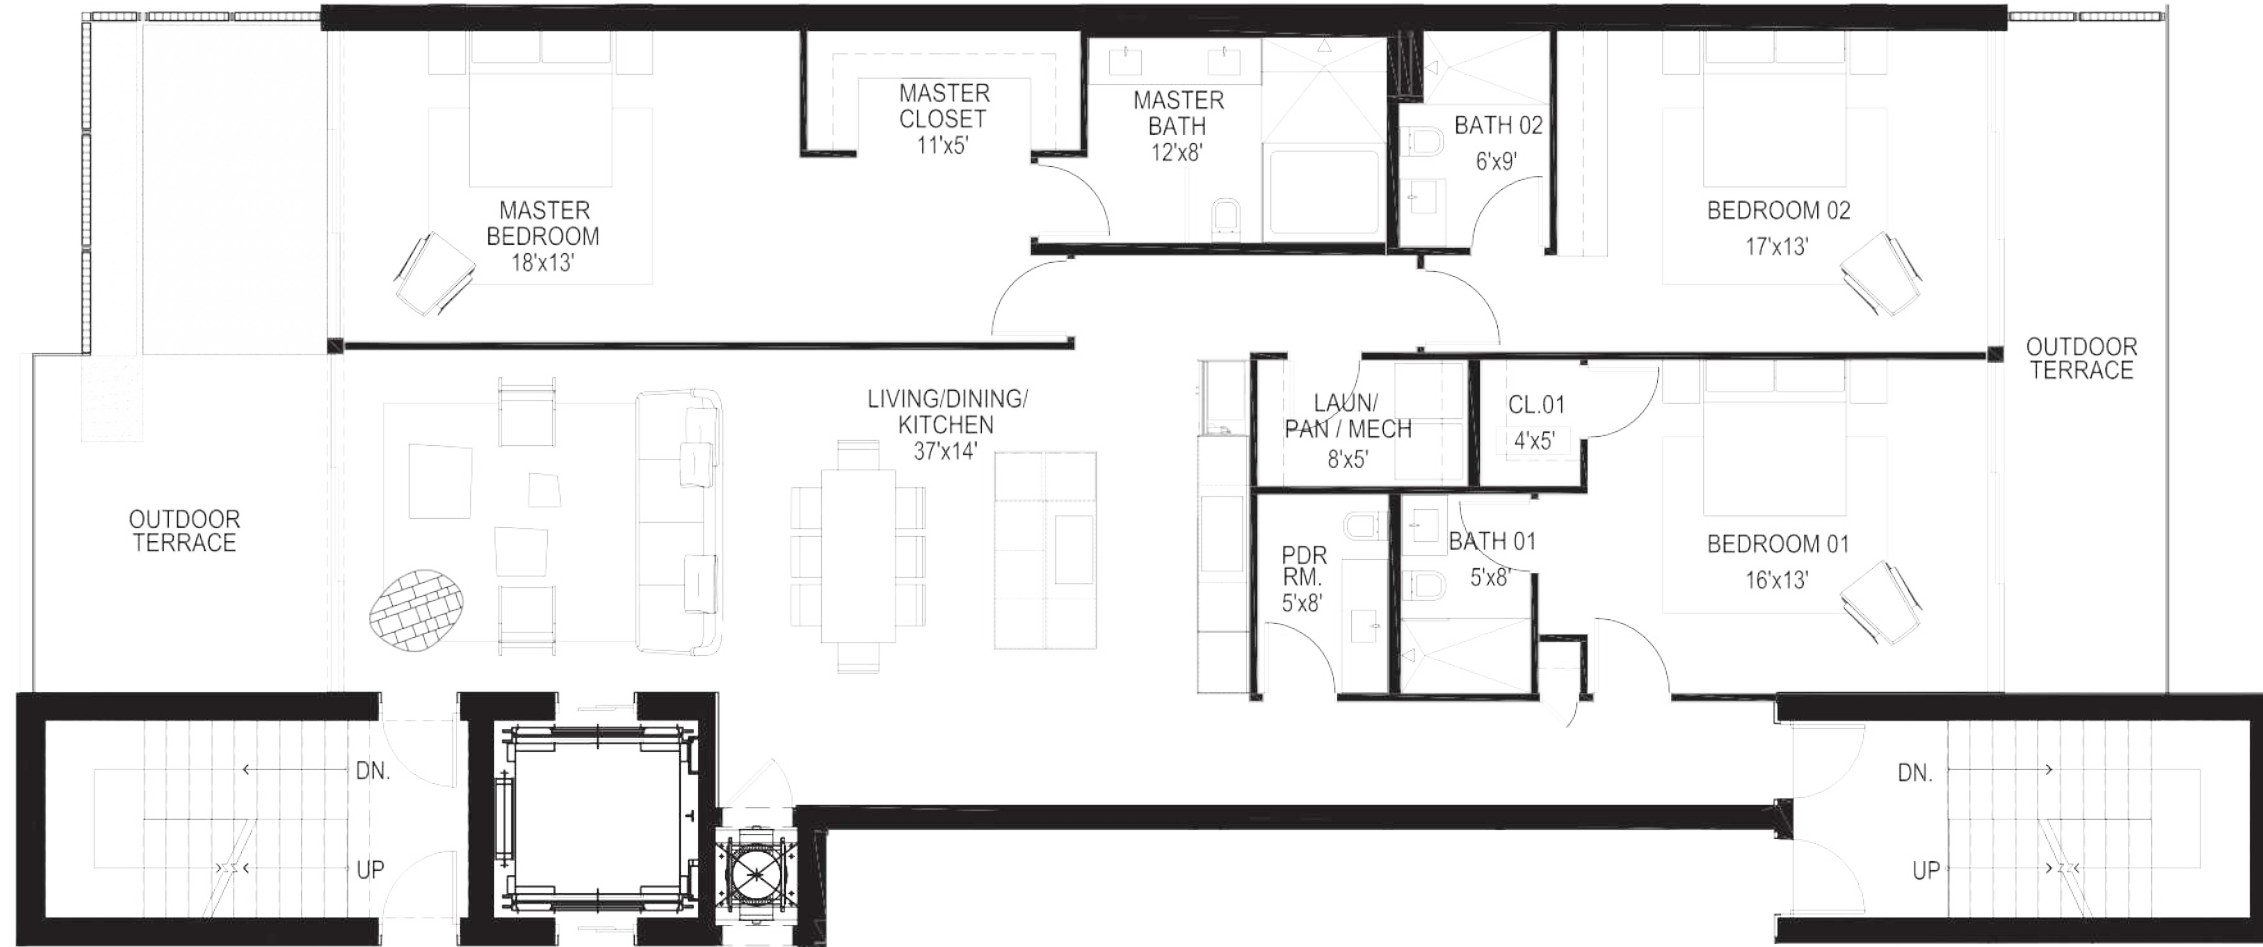 MASTER
CLOSET
11'x5'
MASTER
BATH
12'x8'
BATH 02
6'x9'
MASTER
BEDROOM
18'x13'
BEDROOM 02
17'x13'
OUTDOOR
TERRACE
LIVING/DINING/
KITCHEN
37'x14'
LAUN/
PAN / MECH
8'x5'
CL.01
4'x5'
OUTDOOR
TERRACE
PDR
RM.
5'x8'
BATH 01
5'x8'
BEDROOM 01
16'x13'
DN.
UP
DN.
UP